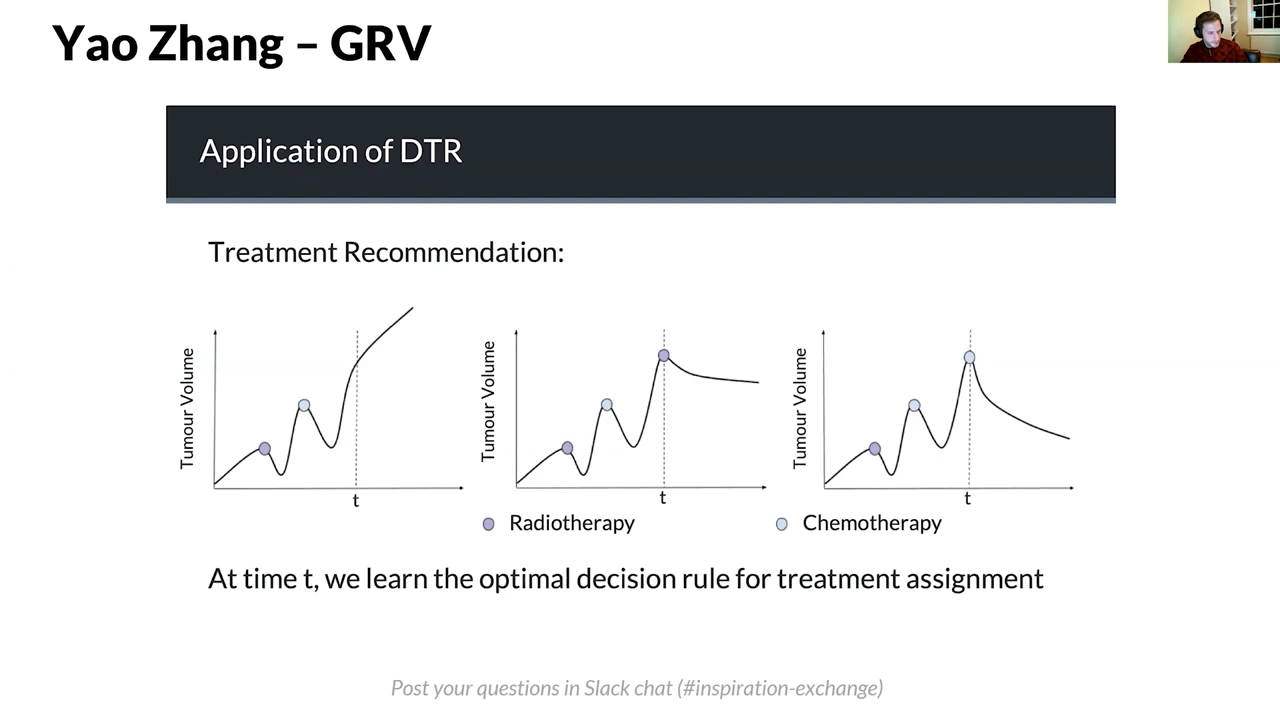 Yao Zhang – GRV
Application of DTR
Treatment Recommendation:
Tumour Volume
t
Tumour Volume
t
Tumour Volume
t
Radiotherapy
Chemotherapy
At time t, we learn the optimal decision rule for treatment assignment
Post your questions in Slack chat (#inspiration-exchange)